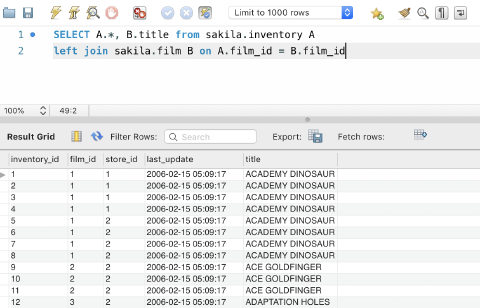 Limit to 1000 rows
1 SELECT A.*, B.title from sakila.inventory A
2 left join sakila.film B on A.film_id = B.film_id
100% 49:2
Result Grid Filter Rows: Search Export: Fetch rows:
inventory_id film_id store_id last_update title
1 1 1 2006-02-15 05:09:17 ACADEMY DINOSAUR
2 1 1 2006-02-15 05:09:17 ACADEMY DINOSAUR
3 1 1 2006-02-15 05:09:17 ACADEMY DINOSAUR
4 1 1 2006-02-15 05:09:17 ACADEMY DINOSAUR
5 1 2 2006-02-15 05:09:17 ACADEMY DINOSAUR
6 1 2 2006-02-15 05:09:17 ACADEMY DINOSAUR
7 1 2 2006-02-15 05:09:17 ACADEMY DINOSAUR
8 1 2 2006-02-15 05:09:17 ACADEMY DINOSAUR
9 2 2 2006-02-15 05:09:17 ACE GOLDFINGER
10 2 2 2006-02-15 05:09:17 ACE GOLDFINGER
11 2 2 2006-02-15 05:09:17 ACE GOLDFINGER
12 3 2 2006-02-15 05:09:17 ADAPTATION HOLES